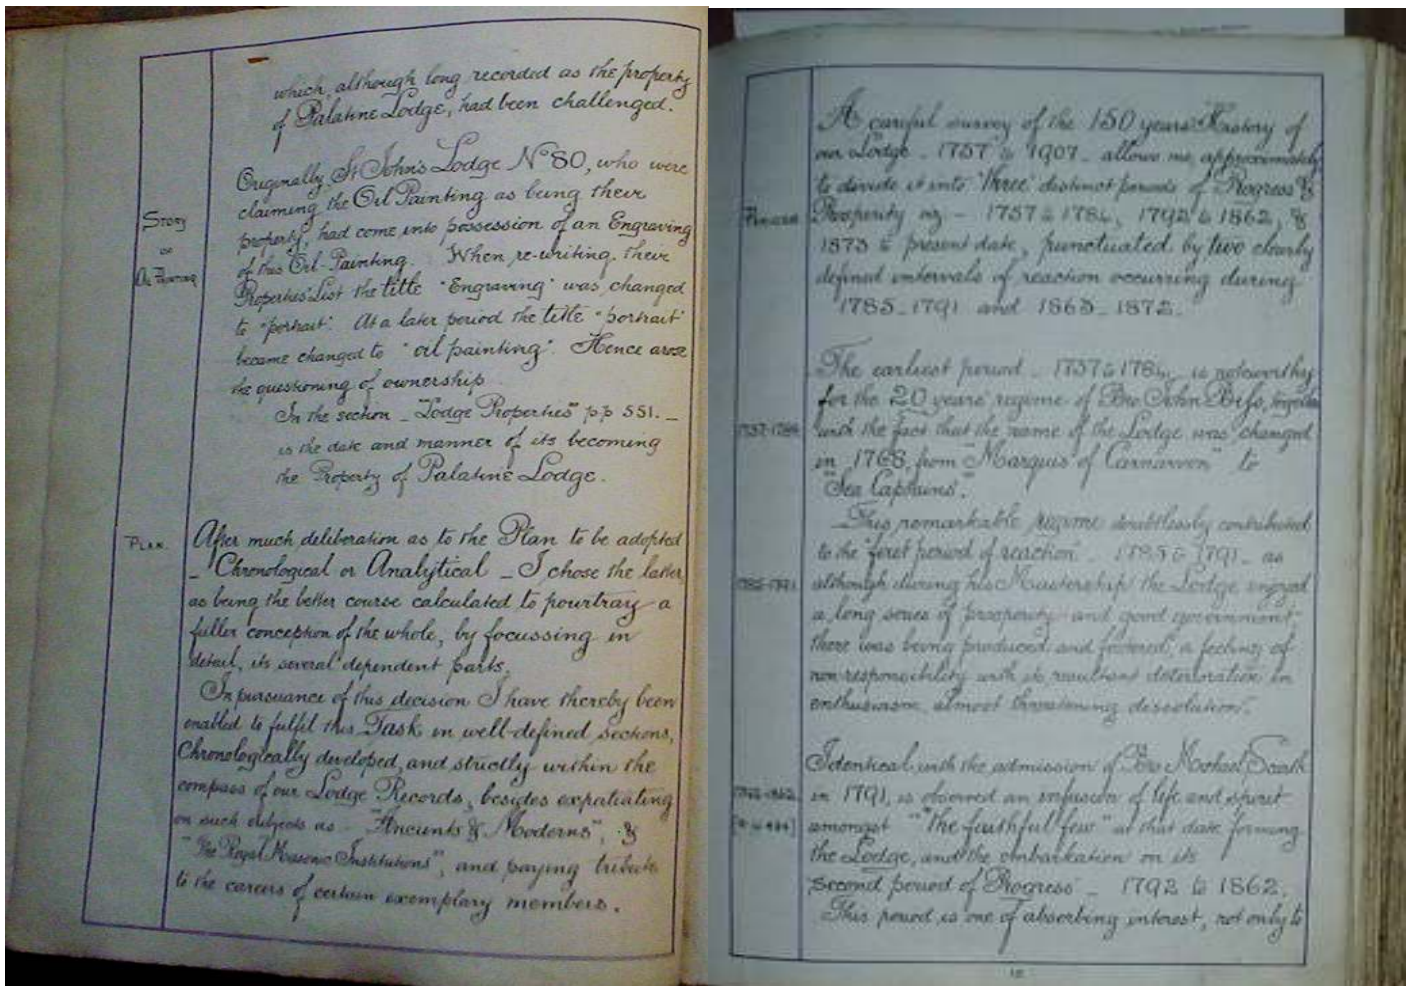 which, although long recorded as the property
of Palatine Lodge, had been challenged.
Originally, St John's Lodge No 80, who were
claiming the Oil Painting as being their
property, had come into possession of an Engraving
of this Oil-Painting. When re-writing their
Properties List the title "Engraving" was changed
to "portrait". At a later period the title "portrait"
became changed to "oil painting". Hence arose
the questioning of ownership.
In the section - "Lodge Properties" pp 551. -
is the date and manner of its becoming
the Property of Palatine Lodge.
Story
of
Oil Painting
Plan.
After much deliberation as to the Plan to be adopted
- Chronological or Analytical - I chose the latter,
as being the better course calculated to pourtray a
fuller conception of the whole, by focussing in
detail, its several dependent parts.
In pursuance of this decision I have thereby been
enabled to fulfil this Task in well-defined sections,
Chronologically developed, and strictly within the
compass of our Lodge Records, besides expatiating
on such subjects as - "Ancients & Moderns", &
"The Royal Masonic Institutions", and paying tribute
to the careers of certain exemplary members.
A careful survey of the 150 years' History of
our Lodge - 1757 to 1907 - allows me, approximately
to divide it into 'three' distinct periods of Progress &
Prosperity viz - 1757 to 1784, 1792 to 1862, &
1873 to present date, punctuated by two clearly
defined intervals of reaction occurring during
1785-1791 and 1863-1872.
Periods
The earliest period - 1757 to 1784, is noteworthy
for the 20 years' regime of Bro John Biss, together
with the fact that the name of the Lodge was changed
in 1768, from "Marquis of Carnarvon" to
"Sea Captains".
1757-1784
This remarkable regime doubtlessly contributed
to the first period of reaction - 1785 to 1791 - as
although during his Mastership the Lodge enjoyed
a long series of prosperity and good government,
there was being produced and fostered, a feeling of
non-responsibility with its resultant deterioration in
enthusiasm, almost threatening dissolution.
1785-1791
Identical with the admission of Bro Michael Scarth
in 1791, is observed an infusion of life and spirit
amongst "the faithful few" at that date forming
the Lodge, and the embarkation on its
second period of Progress - 1792 to 1862.
This period is one of absorbing interest, not only to
1792-1862